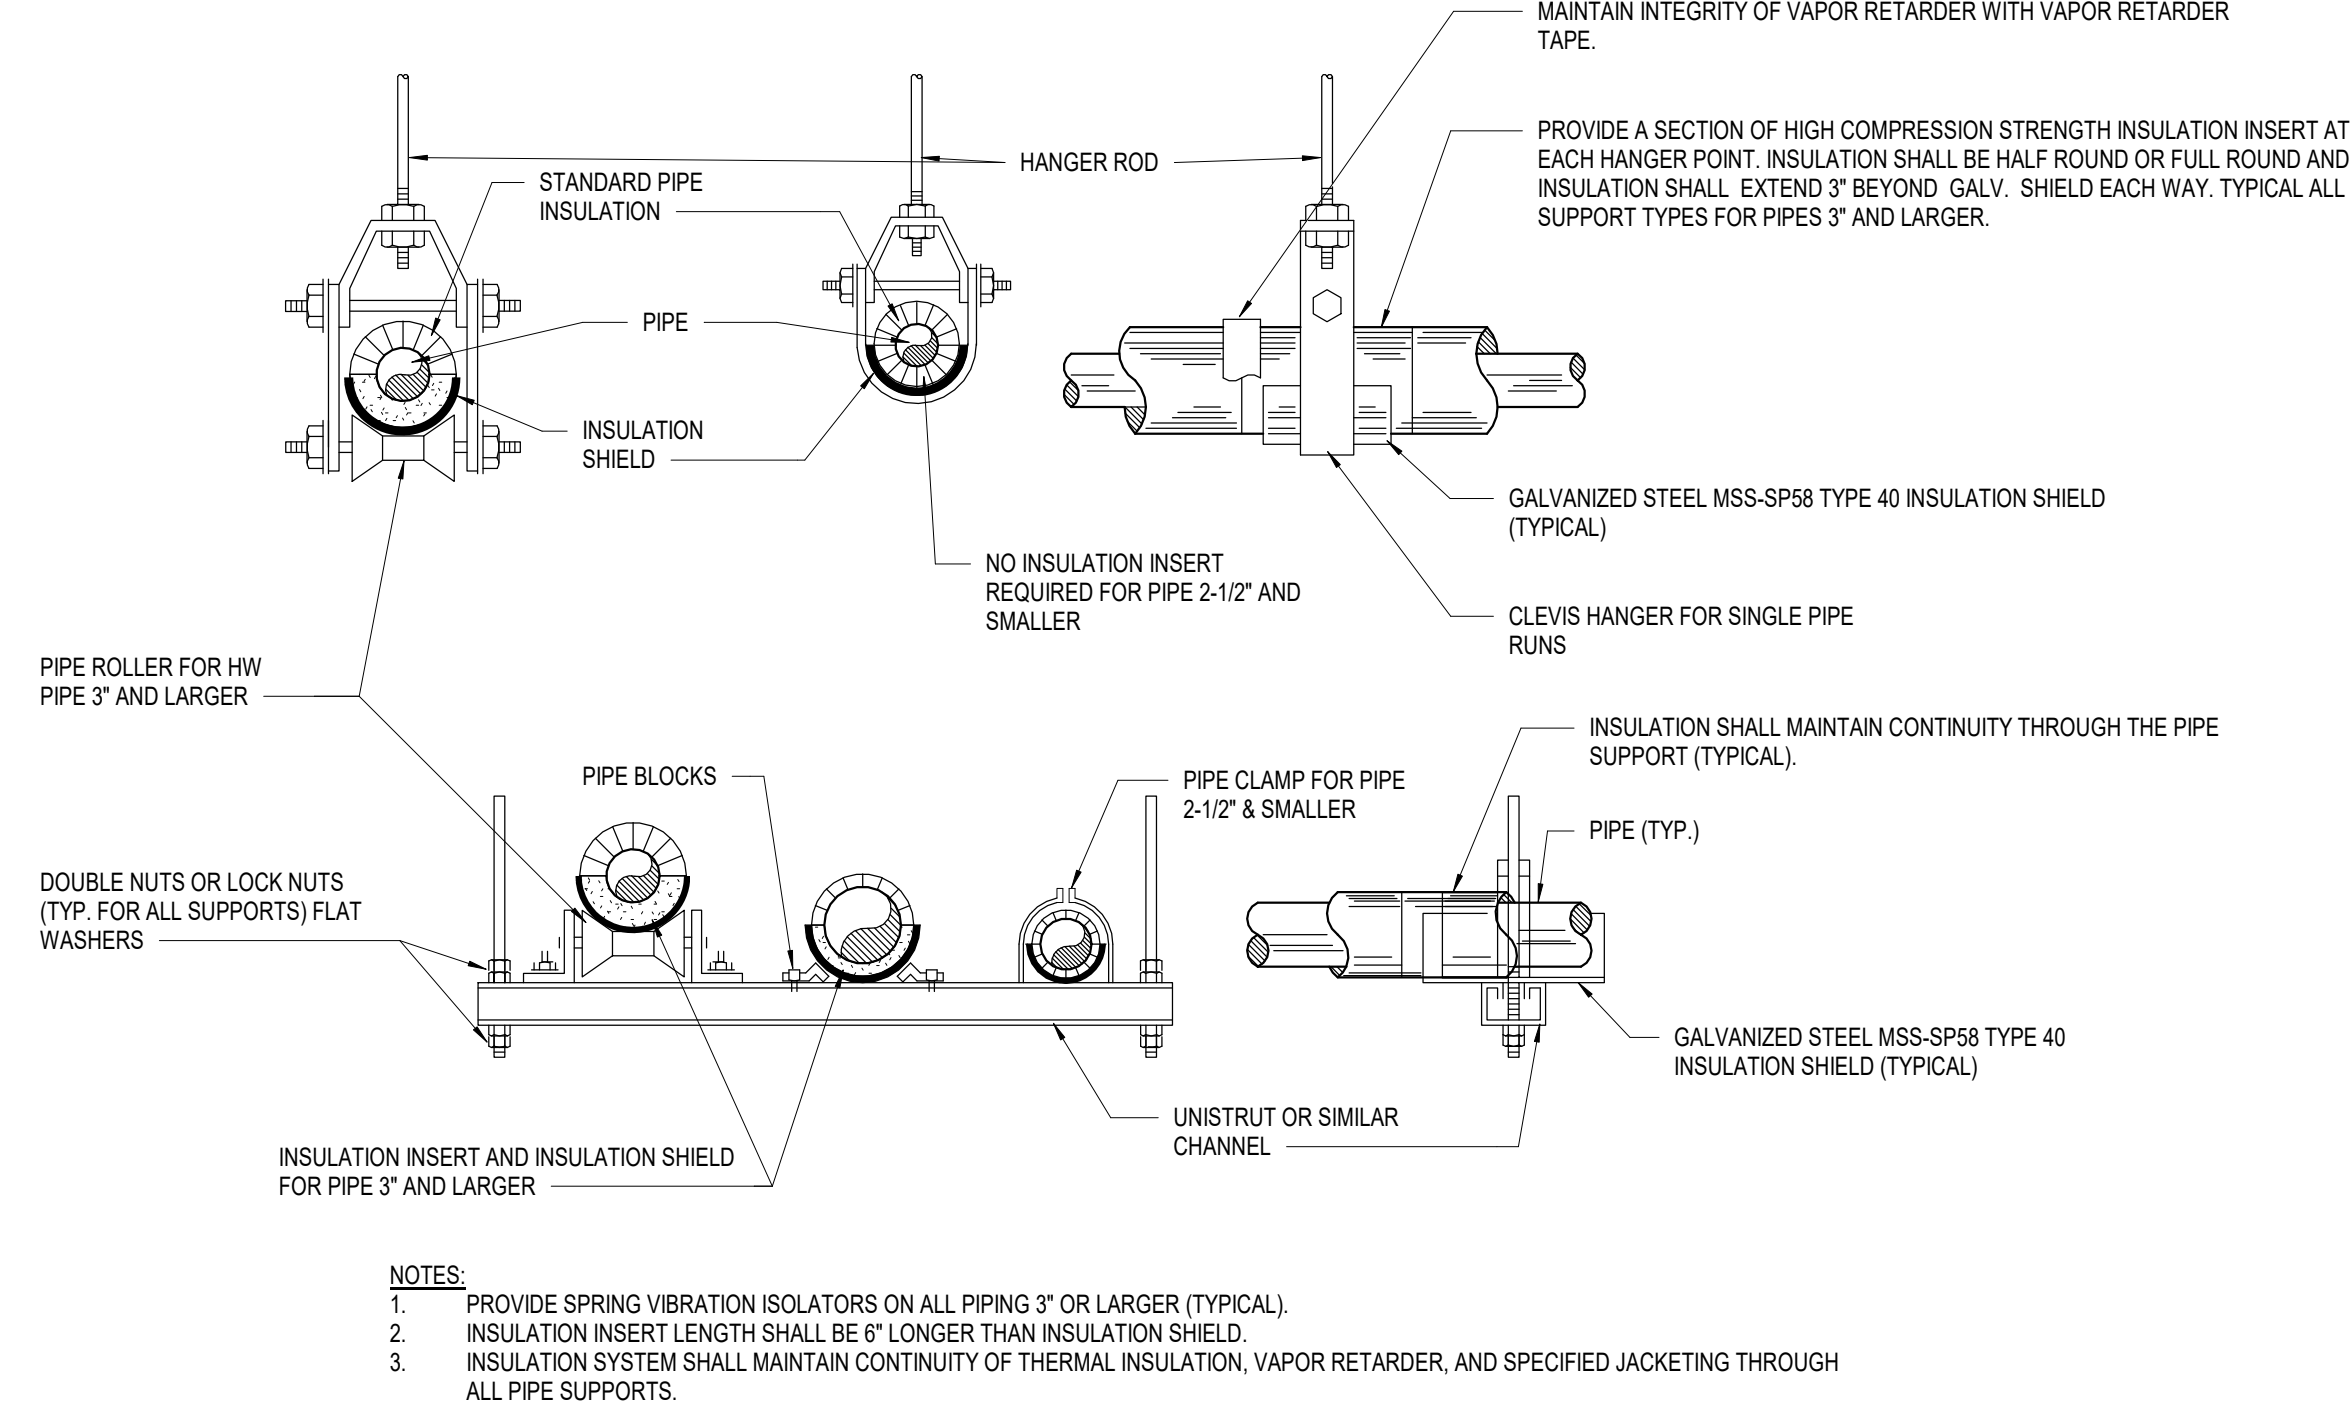 MAINTAIN INTEGRITY OF VAPOR RETARDER WITH VAPOR RETARDER
TAPE.
PROVIDE A SECTION OF HIGH COMPRESSION STRENGTH INSULATION INSERT AT
EACH HANGER POINT. INSULATION SHALL BE HALF ROUND OR FULL ROUND AND
INSULATION SHALL EXTEND 3" BEYOND GALV. SHIELD EACH WAY. TYPICAL ALL
SUPPORT TYPES FOR PIPES 3" AND LARGER.
HANGER ROD
STANDARD PIPE
INSULATION
PIPE
INSULATION
SHIELD
GALVANIZED STEEL MSS-SP58 TYPE 40 INSULATION SHIELD
(TYPICAL)
NO INSULATION INSERT
REQUIRED FOR PIPE 2-1/2" AND
SMALLER
CLEVIS HANGER FOR SINGLE PIPE
RUNS
PIPE ROLLER FOR HW
PIPE 3" AND LARGER
INSULATION SHALL MAINTAIN CONTINUITY THROUGH THE PIPE
SUPPORT (TYPICAL).
PIPE BLOCKS
PIPE CLAMP FOR PIPE
2-1/2" & SMALLER
PIPE (TYP.)
DOUBLE NUTS OR LOCK NUTS
(TYP. FOR ALL SUPPORTS) FLAT
WASHERS
GALVANIZED STEEL MSS-SP58 TYPE 40
INSULATION SHIELD (TYPICAL)
UNISTRUT OR SIMILAR
CHANNEL
INSULATION INSERT AND INSULATION SHIELD
FOR PIPE 3" AND LARGER
NOTES:
1. PROVIDE SPRING VIBRATION ISOLATORS ON ALL PIPING 3" OR LARGER (TYPICAL).
2. INSULATION INSERT LENGTH SHALL BE 6" LONGER THAN INSULATION SHIELD.
3. INSULATION SYSTEM SHALL MAINTAIN CONTINUITY OF THERMAL INSULATION, VAPOR RETARDER, AND SPECIFIED JACKETING THROUGH
ALL PIPE SUPPORTS.